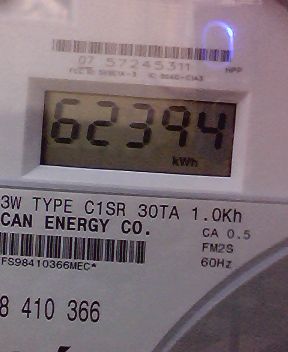 07 57245311
HPP
62394
kWh
3W TYPE C1SR 30TA 1.0Kh
CAN ENERGY CO.
CA 0.5
FM2S
FS98410366MEC*
60Hz
8 410 366